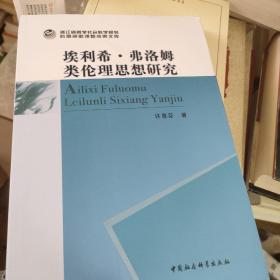 浙江省哲学社会科学规划
后期资助课题成果文库
埃利希·弗洛姆
类伦理思想研究
Ailixi Fuluomu
Leilunli Sixiang Yanjiu
许惠芬 著
中国社会科学出版社